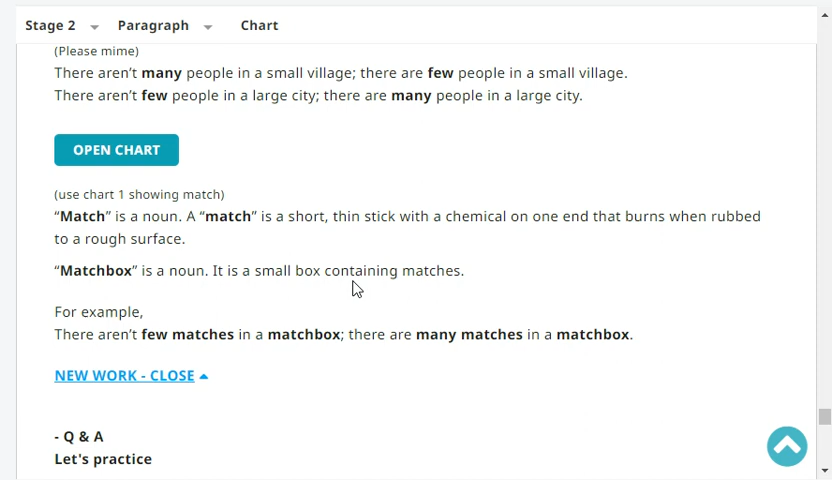 Stage 2 Paragraph Chart
(Please mime)
There aren’t many people in a small village; there are few people in a small village.
There aren’t few people in a large city; there are many people in a large city.
OPEN CHART
(use chart 1 showing match)
“Match” is a noun. A “match” is a short, thin stick with a chemical on one end that burns when rubbed
to a rough surface.
“Matchbox” is a noun. It is a small box containing matches.
For example,
There aren’t few matches in a matchbox; there are many matches in a matchbox.
NEW WORK - CLOSE
- Q & A
Let's practice